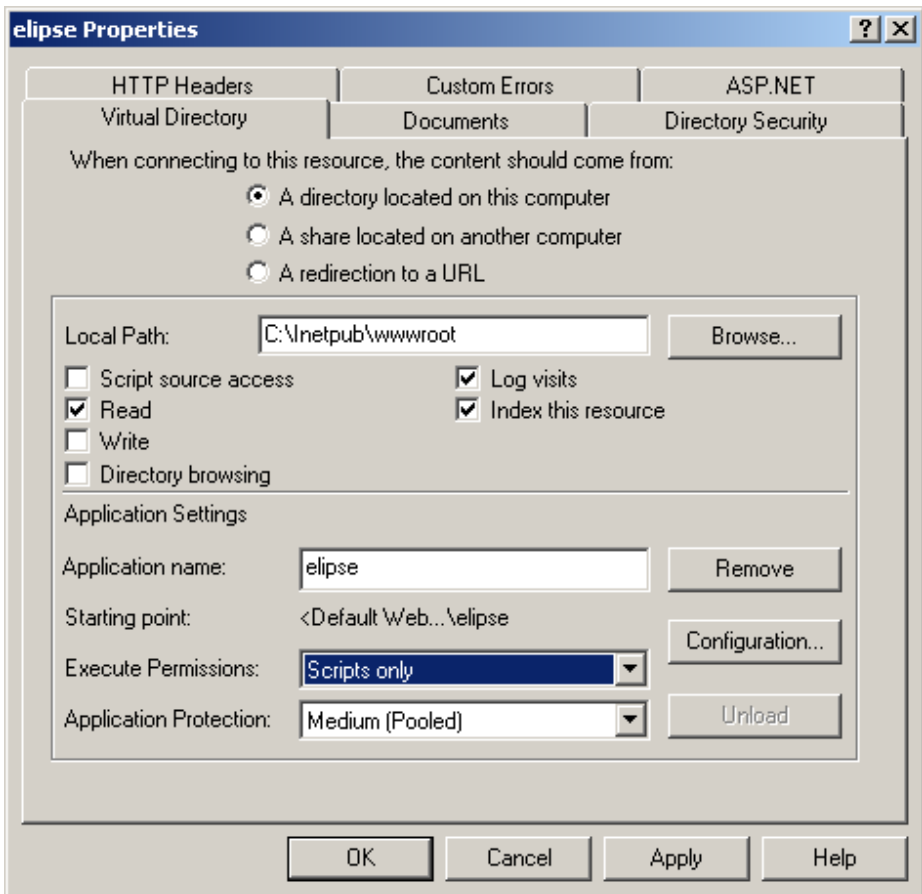 elipse Properties
HTTP Headers Custom Errors ASP.NET
Virtual Directory Documents Directory Security
When connecting to this resource, the content should come from:
A directory located on this computer
A share located on another computer
A redirection to a URL
Local Path: C:\Inetpub\wwwroot Browse...
Script source access Log visits
Read Index this resource
Write
Directory browsing
Application Settings
Application name: elipse Remove
Starting point: <Default Web...\elipse
Configuration...
Execute Permissions: Scripts only
Application Protection: Medium (Pooled) Unload
OK Cancel Apply Help